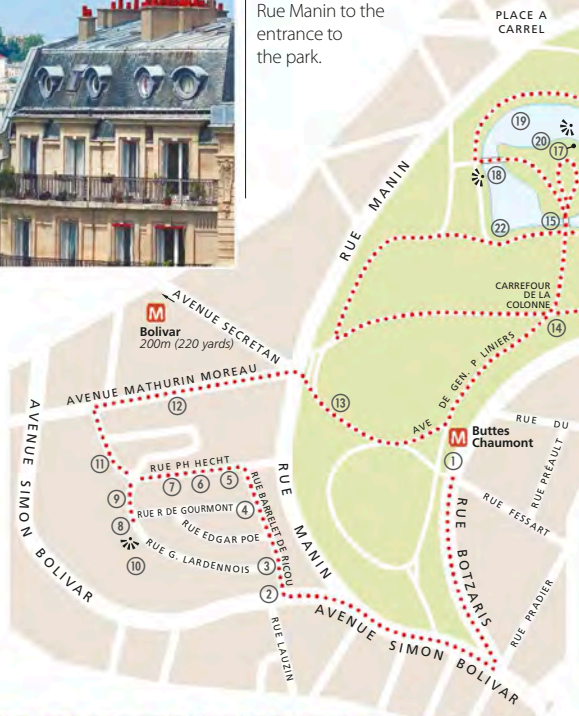 Rue Manin to the
entrance to
the park.
PLACE A
CARREL
19
20
17
18
15
22
RUE MANIN
CARREFOUR
DE LA
COLONNE
14
AVENUE SECRETAN
M
Bolivar
200m (220 yards)
AVE DE GEN. P LINIERS
13
AVENUE MATHURIN MOREAU
12
M Buttes
Chaumont
1
RUE DU
RUE PRÉAULT
RUE FESSART
AVENUE SIMON BOLIVAR
11
RUE PH HECHT
7
6
5
9
RUE R DE GOURMONT
4
8
RUE EDGAR POE
RUE BARRELET DE RICOU
RUE MANIN
RUE BOTZARIS
10
RUE G. LARDENNOIS
3
2
RUE PRADIER
AVENUE SIMON BOLIVAR
RUE LAUZIN